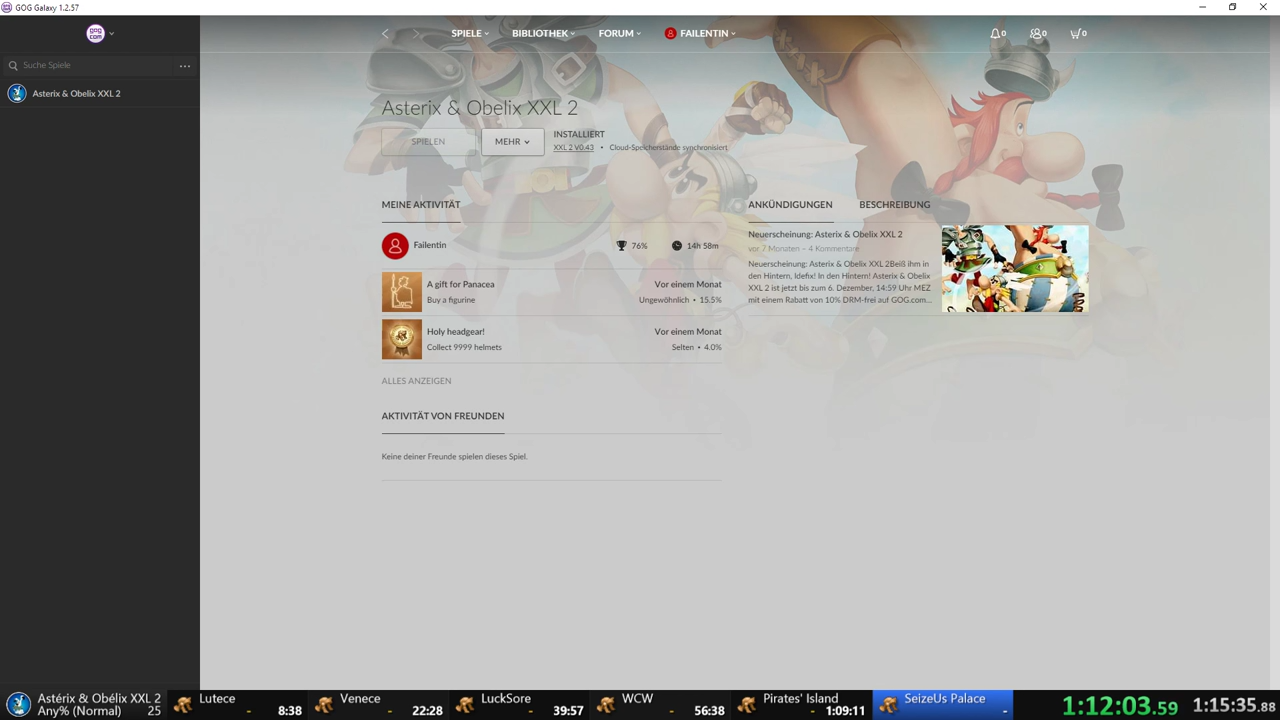 GOG Galaxy 1.2.57
gog com
SPIELE
BIBLIOTHEK
FORUM
FAILENTIN
0
0
0
Suche Spiele
Asterix & Obelix XXL 2
Asterix & Obelix XXL 2
SPIELEN
MEHR
INSTALLIERT
XXL 2 V0.43 • Cloud-Speicherstände synchronisiert
MEINE AKTIVITÄT
Failentin
76%
14h 58m
A gift for Panacea
Vor einem Monat
Buy a figurine
Ungewöhnlich • 15.5%
Holy headgear!
Vor einem Monat
Collect 9999 helmets
Selten • 4.0%
ALLES ANZEIGEN
AKTIVITÄT VON FREUNDEN
Keine deiner Freunde spielen dieses Spiel.
ANKÜNDIGUNGEN
BESCHREIBUNG
Neuerscheinung: Asterix & Obelix XXL 2
vor 7 Monaten – 4 Kommentare
Neuerscheinung: Asterix & Obelix XXL 2Beiß ihm in
den Hintern, Idefix! In den Hintern! Asterix & Obelix
XXL 2 ist jetzt bis zum 6. Dezember, 14:59 Uhr MEZ
mit einem Rabatt von 10% DRM-frei auf GOG.com...
Astérix & Obélix XXL 2
Any% (Normal) 25
Lutece
- 8:38
Venece
- 22:28
LuckSore
- 39:57
WCW
- 56:38
Pirates' Island
- 1:09:11
SeizeUs Palace
-
1:12:03.59
1:15:35.88